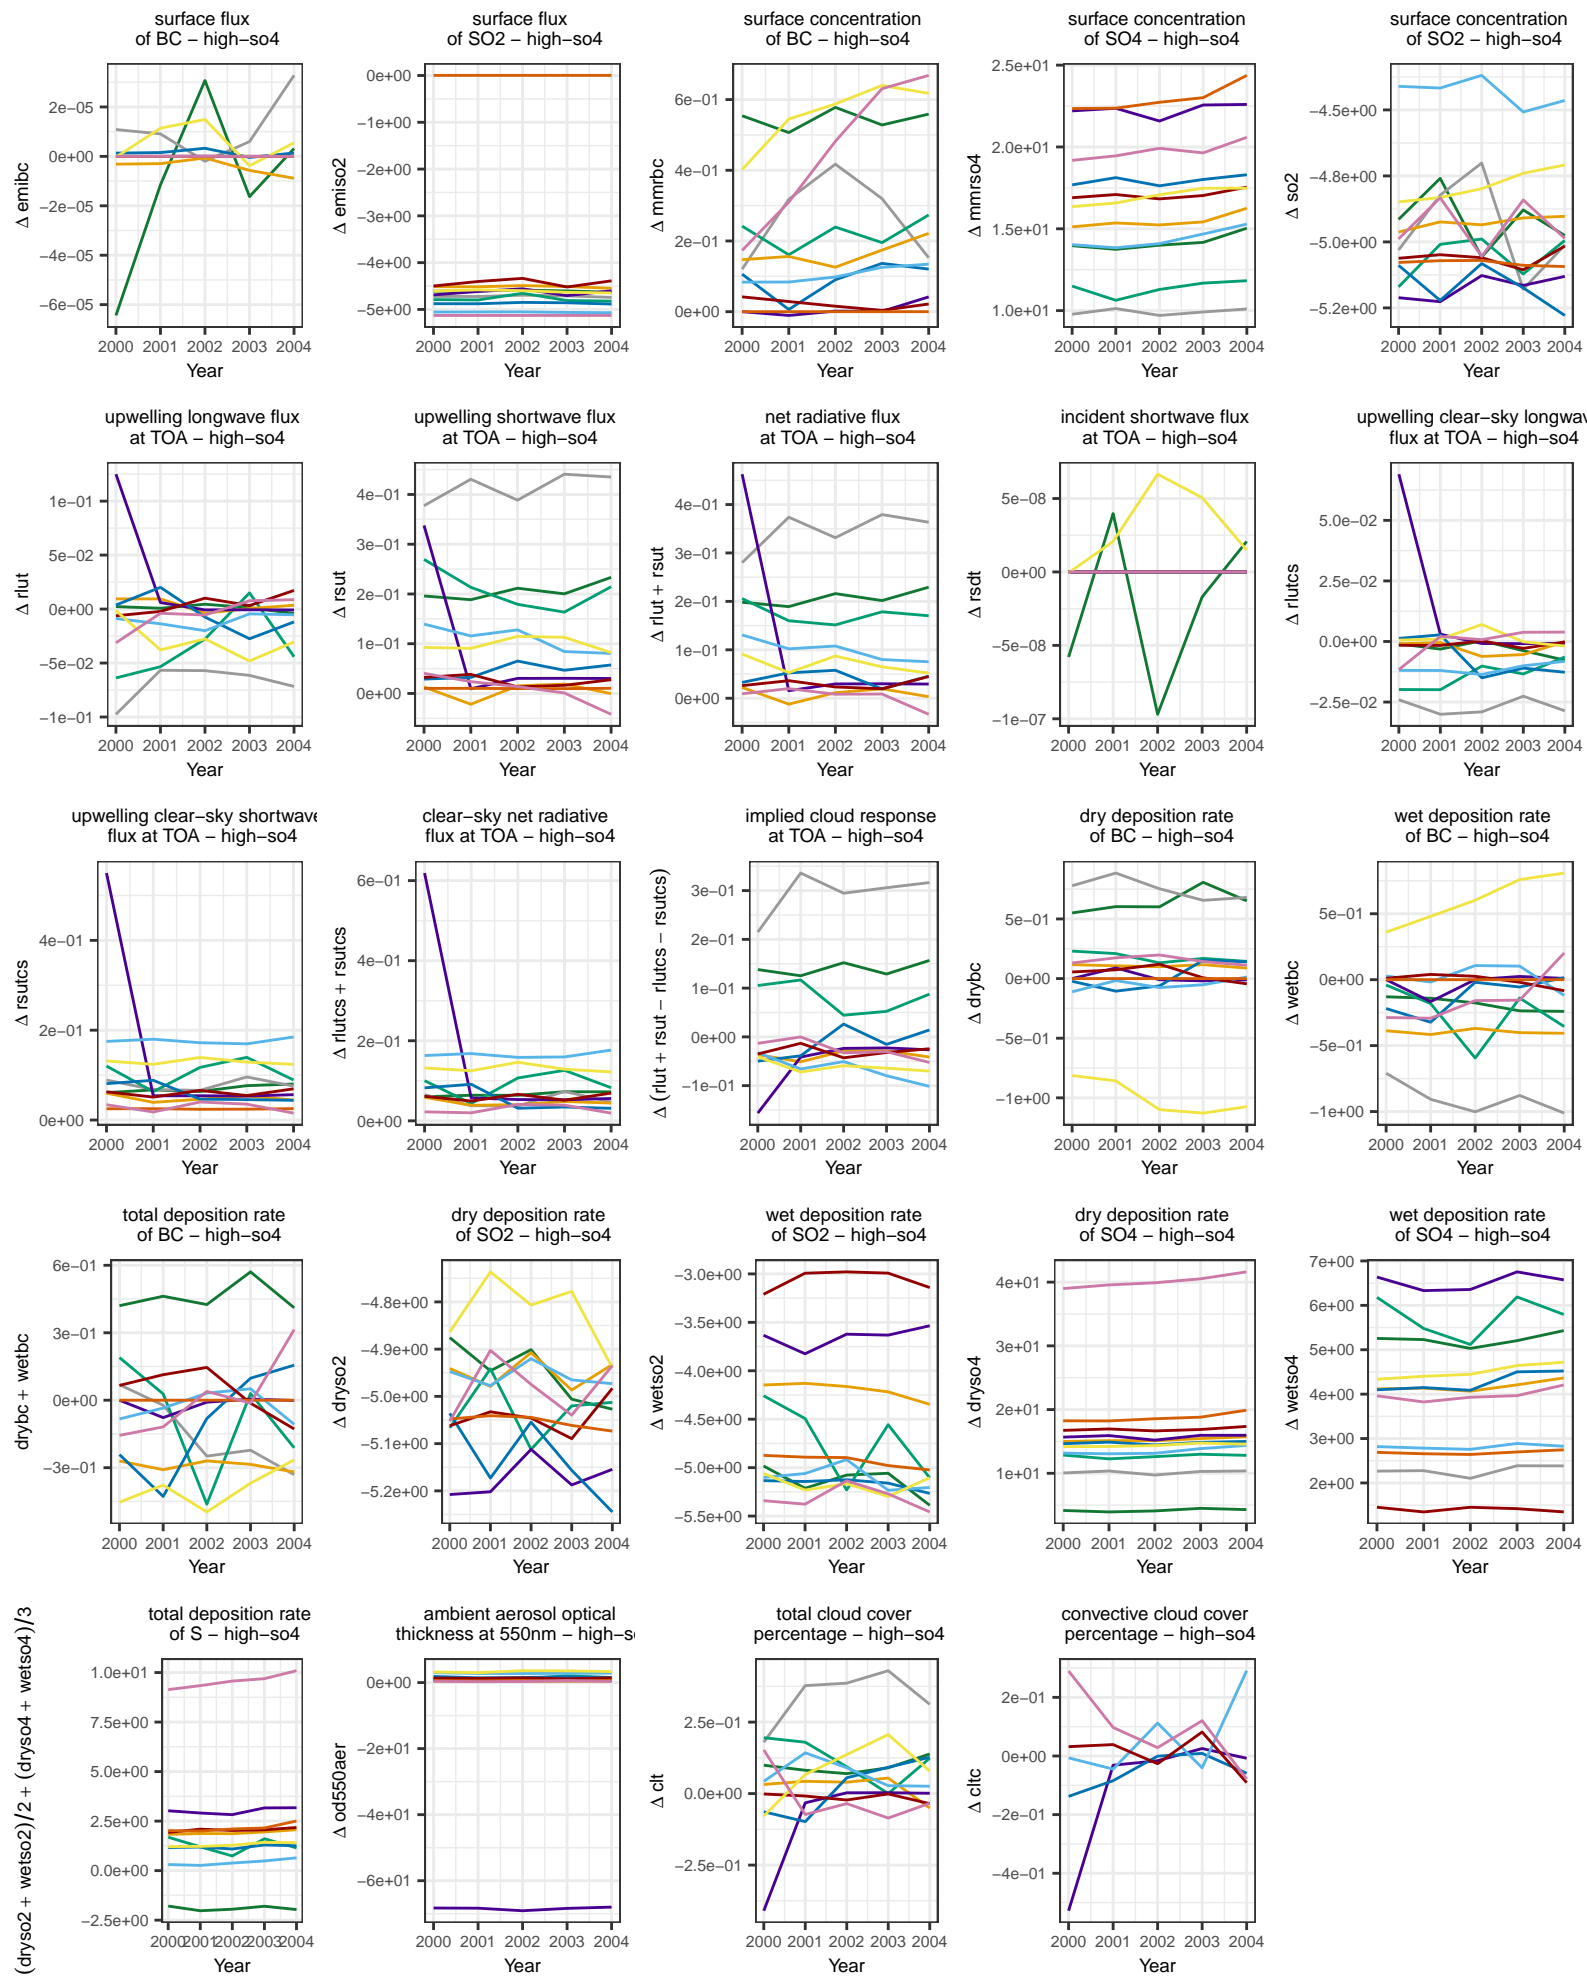 surface flux
of BC − high−so4
Δ emibc
2e−05
0e+00
−2e−05
−4e−05
−6e−05
2000 2001 2002 2003 2004
Year
surface flux
of SO2 − high−so4
Δ emiso2
0e+00
−1e+00
−2e+00
−3e+00
−4e+00
−5e+00
2000 2001 2002 2003 2004
Year
surface concentration
of BC − high−so4
Δ mmrbc
6e−01
4e−01
2e−01
0e+00
2000 2001 2002 2003 2004
Year
surface concentration
of SO4 − high−so4
Δ mmrso4
2.5e+01
2.0e+01
1.5e+01
1.0e+01
2000 2001 2002 2003 2004
Year
surface concentration
of SO2 − high−so4
Δ so2
−4.5e+00
−4.8e+00
−5.0e+00
−5.2e+00
2000 2001 2002 2003 2004
Year
upwelling longwave flux
at TOA − high−so4
Δ rlut
1e−01
5e−02
0e+00
−5e−02
−1e−01
2000 2001 2002 2003 2004
Year
upwelling shortwave flux
at TOA − high−so4
Δ rsut
4e−01
3e−01
2e−01
1e−01
0e+00
2000 2001 2002 2003 2004
Year
net radiative flux
at TOA − high−so4
Δ rlut + rsut
4e−01
3e−01
2e−01
1e−01
0e+00
2000 2001 2002 2003 2004
Year
incident shortwave flux
at TOA − high−so4
Δ rsdt
5e−08
0e+00
−5e−08
−1e−07
2000 2001 2002 2003 2004
Year
upwelling clear−sky longwav
flux at TOA − high−so4
Δ rlutcs
5.0e−02
2.5e−02
0.0e+00
−2.5e−02
2000 2001 2002 2003 2004
Year
upwelling clear−sky shortwave
flux at TOA − high−so4
Δ rsutcs
4e−01
2e−01
0e+00
2000 2001 2002 2003 2004
Year
clear−sky net radiative
flux at TOA − high−so4
Δ rlutcs + rsutcs
6e−01
4e−01
2e−01
0e+00
2000 2001 2002 2003 2004
Year
implied cloud response
at TOA − high−so4
Δ (rlut + rsut − rlutcs − rsutcs)
3e−01
2e−01
1e−01
0e+00
−1e−01
2000 2001 2002 2003 2004
Year
dry deposition rate
of BC − high−so4
Δ drybc
5e−01
0e+00
−5e−01
−1e+00
2000 2001 2002 2003 2004
Year
wet deposition rate
of BC − high−so4
Δ wetbc
5e−01
0e+00
−5e−01
−1e+00
2000 2001 2002 2003 2004
Year
total deposition rate
of BC − high−so4
drybc + wetbc
6e−01
3e−01
0e+00
−3e−01
2000 2001 2002 2003 2004
Year
dry deposition rate
of SO2 − high−so4
Δ dryso2
−4.8e+00
−4.9e+00
−5.0e+00
−5.1e+00
−5.2e+00
2000 2001 2002 2003 2004
Year
wet deposition rate
of SO2 − high−so4
Δ wetso2
−3.0e+00
−3.5e+00
−4.0e+00
−4.5e+00
−5.0e+00
−5.5e+00
2000 2001 2002 2003 2004
Year
dry deposition rate
of SO4 − high−so4
Δ dryso4
4e+01
3e+01
2e+01
1e+01
2000 2001 2002 2003 2004
Year
wet deposition rate
of SO4 − high−so4
Δ wetso4
7e+00
6e+00
5e+00
4e+00
3e+00
2e+00
2000 2001 2002 2003 2004
Year
total deposition rate
of S − high−so4
(dryso2 + wetso2)/2 + (dryso4 + wetso4)/3
1.0e+01
7.5e+00
5.0e+00
2.5e+00
0.0e+00
−2.5e+00
2000 2001 2002 2003 2004
Year
ambient aerosol optical
thickness at 550nm − high−s
Δ od550aer
0e+00
−2e+01
−4e+01
−6e+01
2000 2001 2002 2003 2004
Year
total cloud cover
percentage − high−so4
Δ clt
2.5e−01
0.0e+00
−2.5e−01
2000 2001 2002 2003 2004
Year
convective cloud cover
percentage − high−so4
Δ cltc
2e−01
0e+00
−2e−01
−4e−01
2000 2001 2002 2003 2004
Year